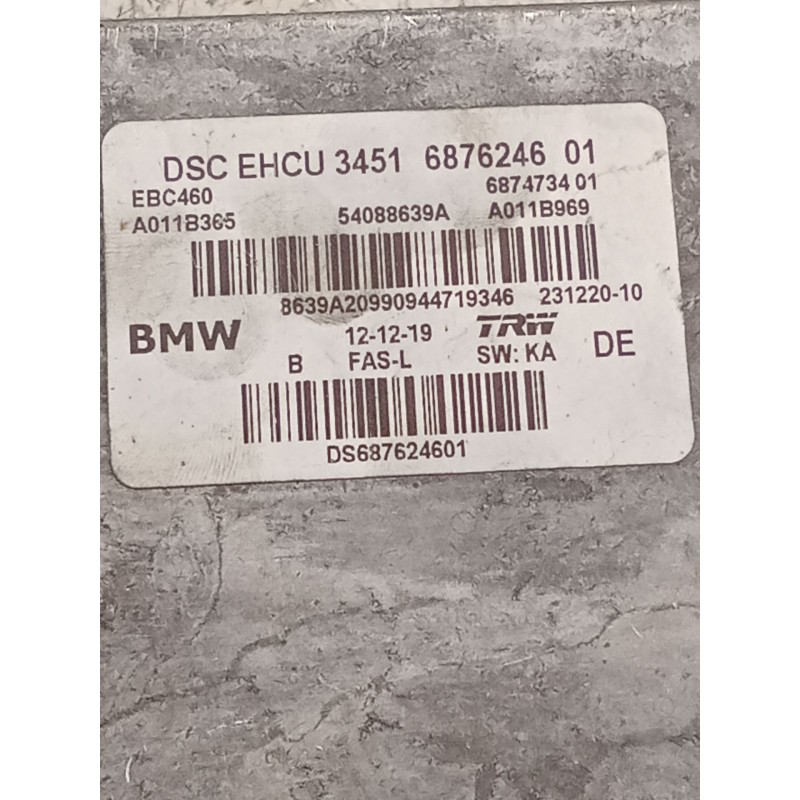 DSC EHCU 3451 6876246 01
EBC460 6874734 01
A011B365 54088639A A011B969
8639A20990944719346 231220-10
BMW 12-12-19 TRW DE
B FAS-L SW: KA
DS687624601